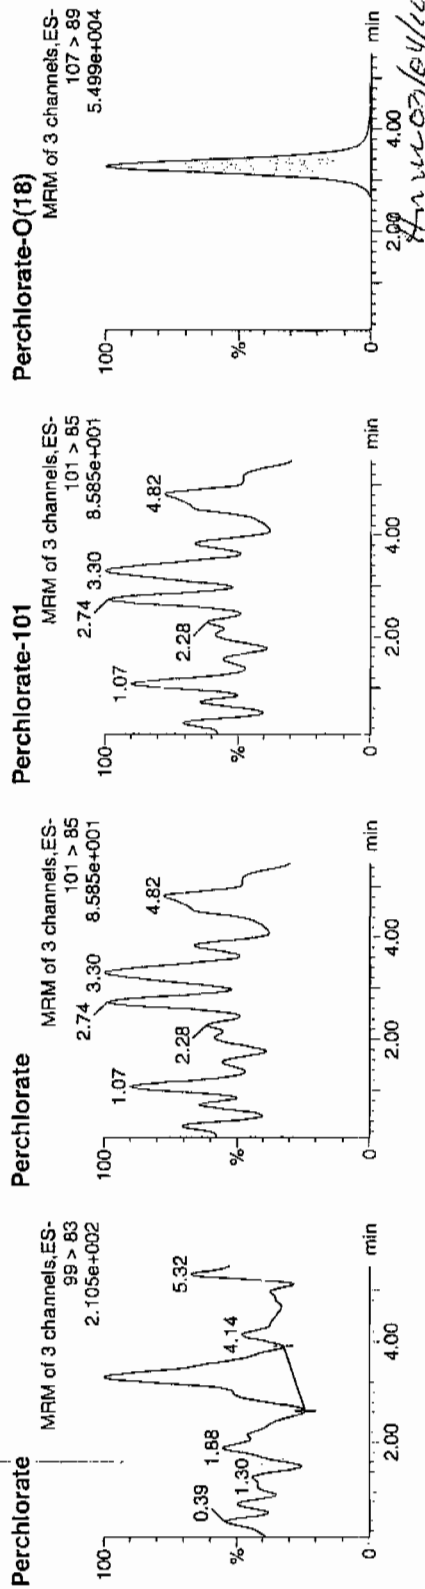 Perchlorate
MRM of 3 channels,ES-
99 > 83
2.105e+002
100
%
0
0.39
1.30
1.88
4.14
5.32
2.00
4.00
min
Perchlorate
MRM of 3 channels,ES-
101 > 85
8.585e+001
100
%
0
1.07
2.28
2.74
3.30
4.82
2.00
4.00
min
Perchlorate-101
MRM of 3 channels,ES-
101 > 85
8.585e+001
100
%
0
1.07
2.28
2.74
3.30
4.82
2.00
4.00
min
Perchlorate-O(18)
MRM of 3 channels,ES-
107 > 89
5.499e+004
100
%
0
2.00
4.00
min